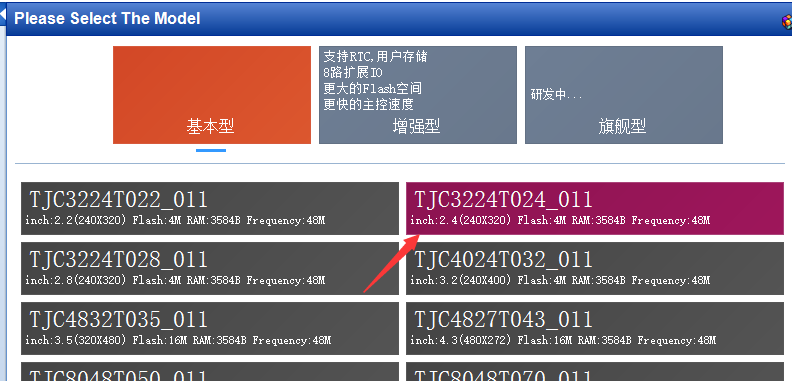 Please Select The Model
支持RTC,用户存储
8路扩展IO
更大的Flash空间
更快的主控速度
研发中...
基本型
增强型
旗舰型
TJC3224T022_011
inch:2.2(240X320) Flash:4M RAM:3584B Frequency:48M
TJC3224T024_011
inch:2.4(240X320) Flash:4M RAM:3584B Frequency:48M
TJC3224T028_011
inch:2.8(240X320) Flash:4M RAM:3584B Frequency:48M
TJC4024T032_011
inch:3.2(240X400) Flash:4M RAM:3584B Frequency:48M
TJC4832T035_011
inch:3.5(320X480) Flash:16M RAM:3584B Frequency:48M
TJC4827T043_011
inch:4.3(480X272) Flash:16M RAM:3584B Frequency:48M
TJC8048T050_011
TJC8048T070_011